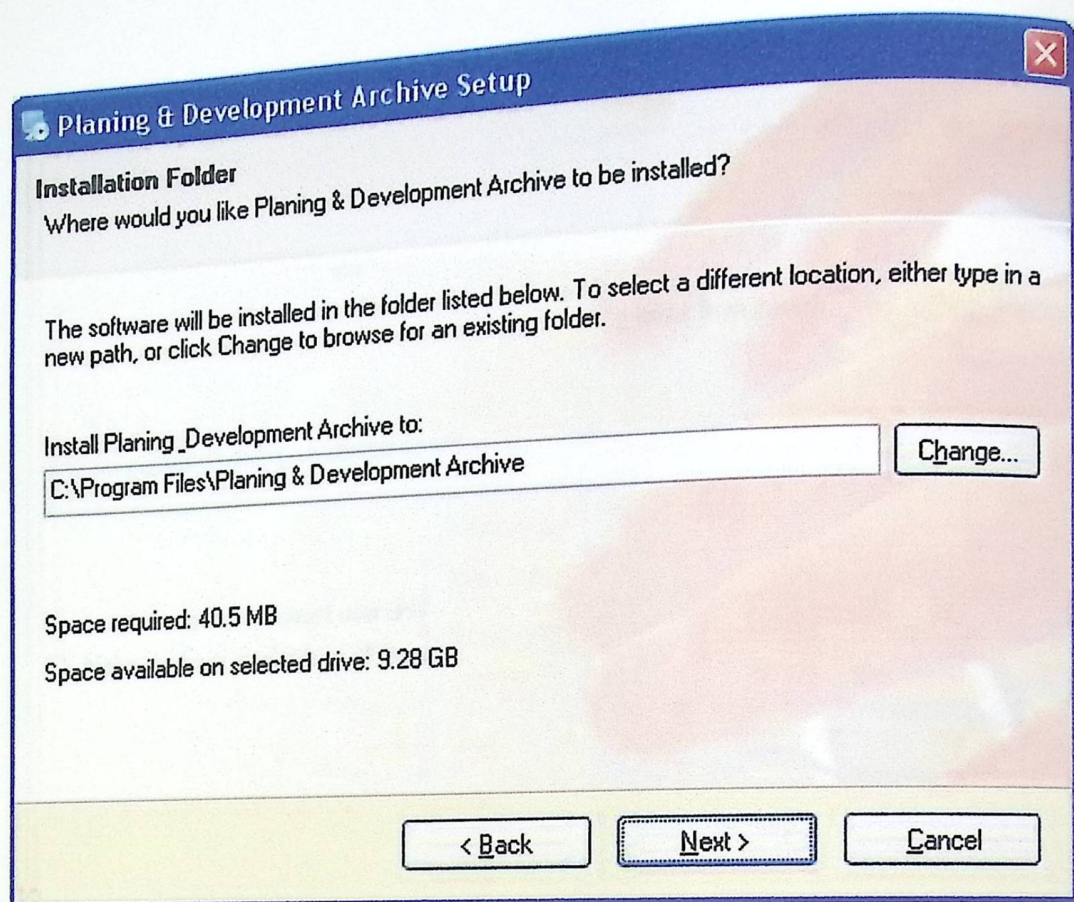 Planing & Development Archive Setup
Installation Folder
Where would you like Planing & Development Archive to be installed?
The software will be installed in the folder listed below. To select a different location, either type in a
new path, or click Change to browse for an existing folder.
Install Planing_Development Archive to:
C:\Program Files\Planing & Development Archive
Change...
Space required: 40.5 MB
Space available on selected drive: 9.28 GB
< Back
Next >
Cancel